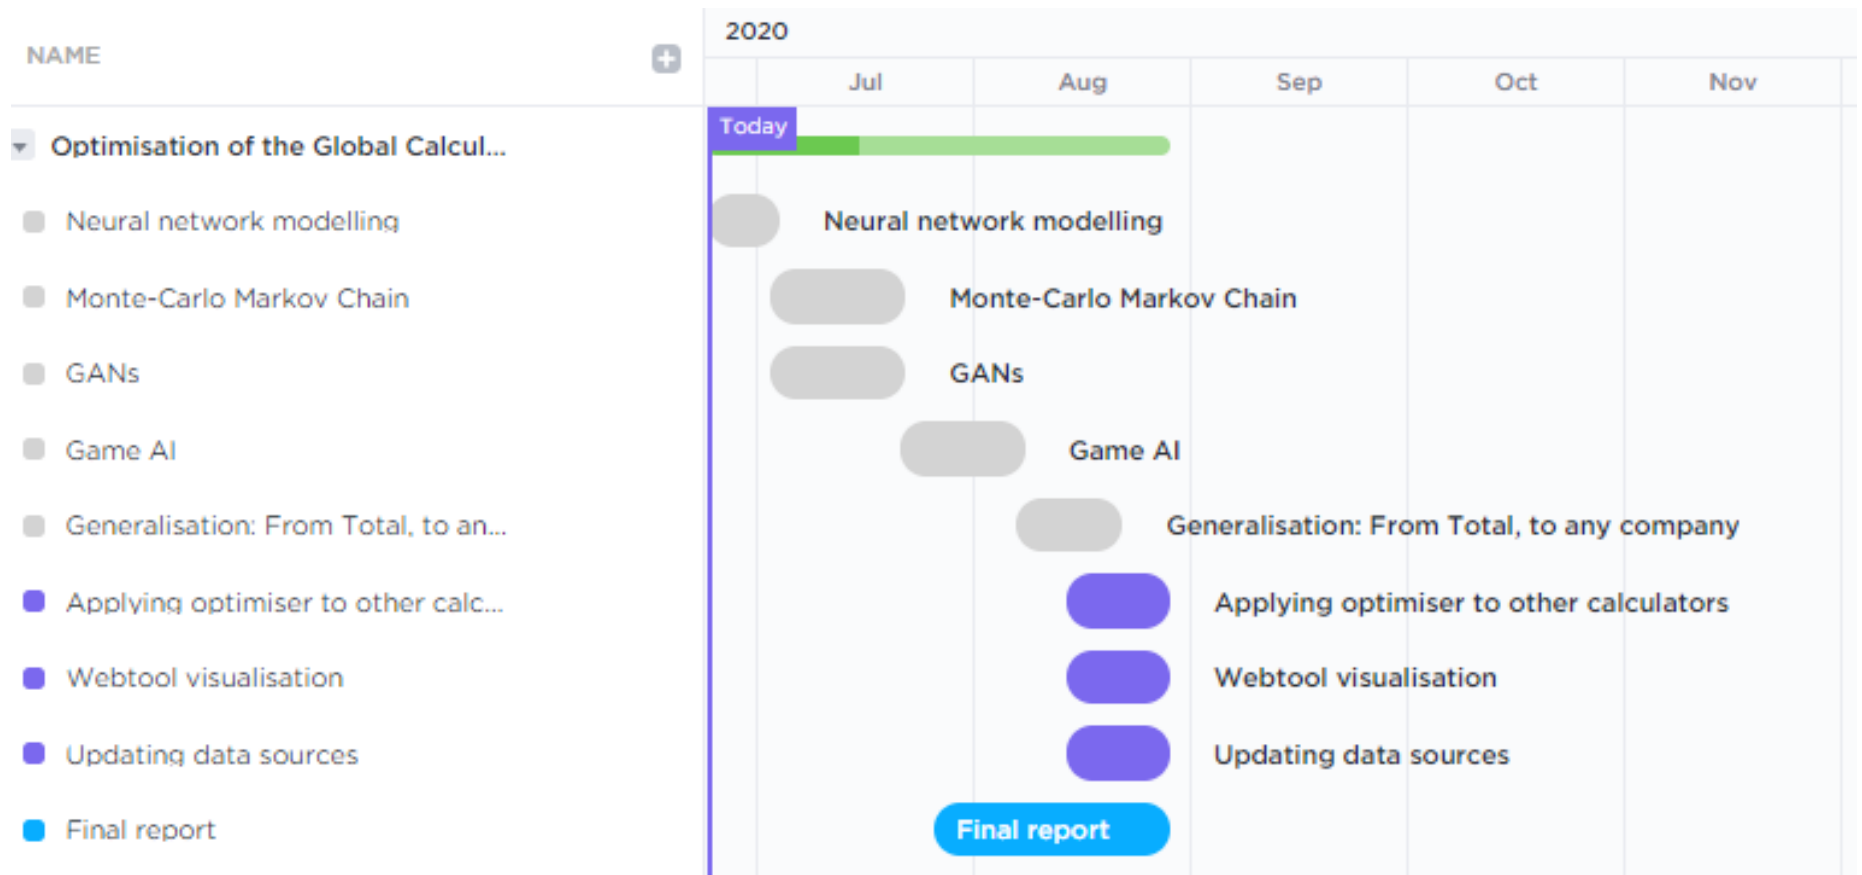 NAME
2020
Jul Aug Sep Oct Nov
Today
Optimisation of the Global Calcul...
Neural network modelling Neural network modelling
Monte-Carlo Markov Chain Monte-Carlo Markov Chain
GANs GANs
Game AI Game AI
Generalisation: From Total, to an... Generalisation: From Total, to any company
Applying optimiser to other calc... Applying optimiser to other calculators
Webtool visualisation Webtool visualisation
Updating data sources Updating data sources
Final report Final report